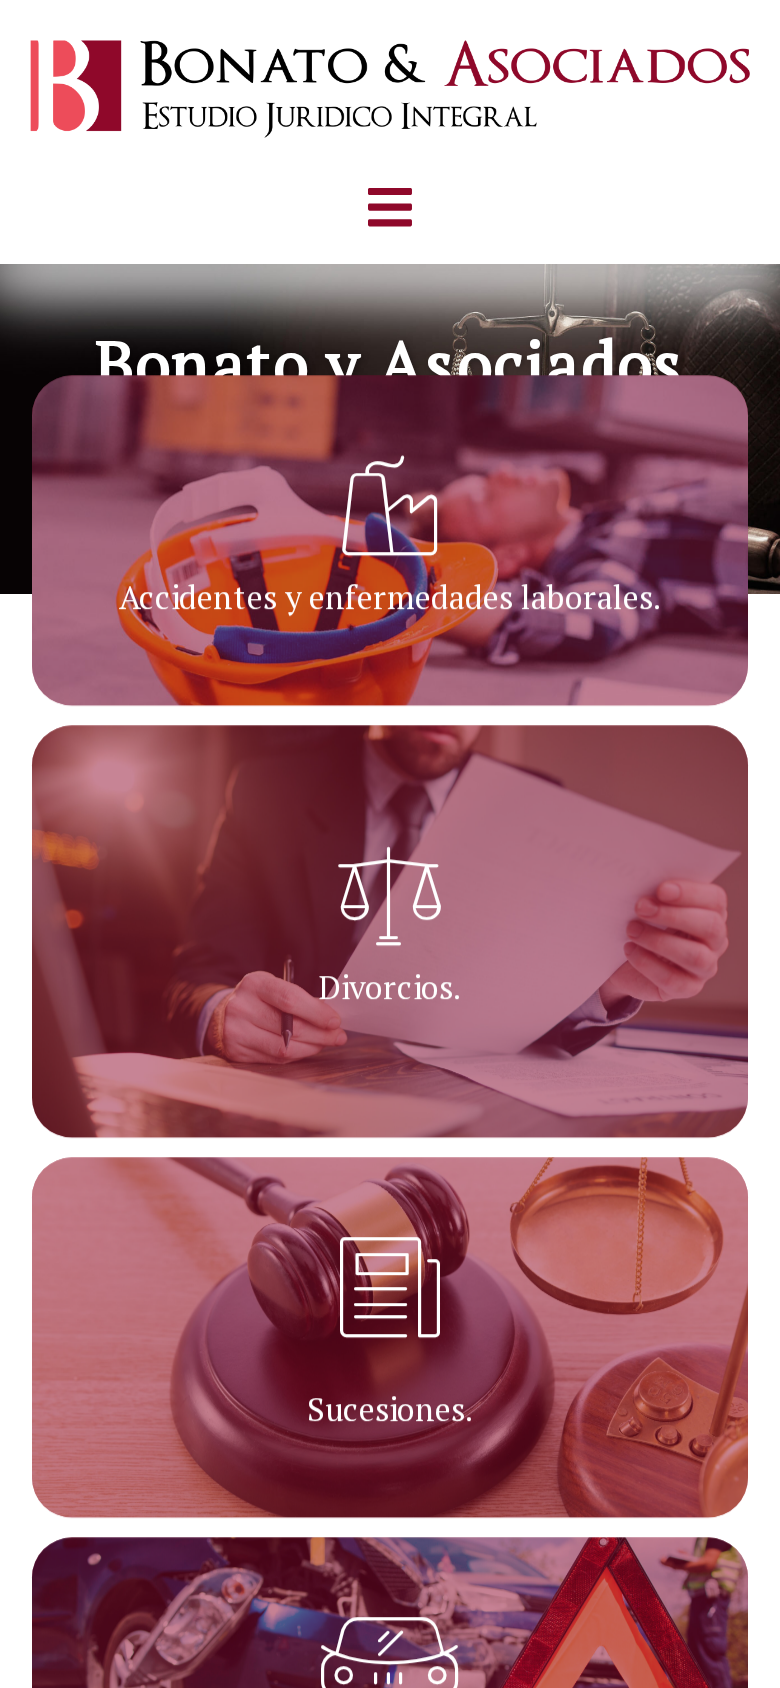 BONATO & ASOCIADOS
ESTUDIO JURIDICO INTEGRAL
Bonato y Asociados
Accidentes y enfermedades laborales.
Divorcios.
Sucesiones.